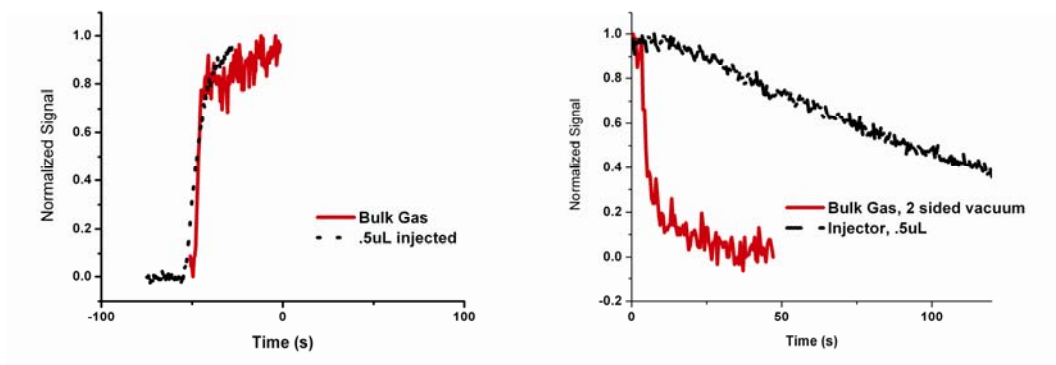 Normalized Signal
1.0
0.8
0.6
0.4
0.2
0.0
-100
0
100
Time (s)
Bulk Gas
.5uL injected
Normalized Signal
1.0
0.8
0.6
0.4
0.2
0.0
-0.2
0
50
100
Time (s)
Bulk Gas, 2 sided vacuum
Injector, .5uL